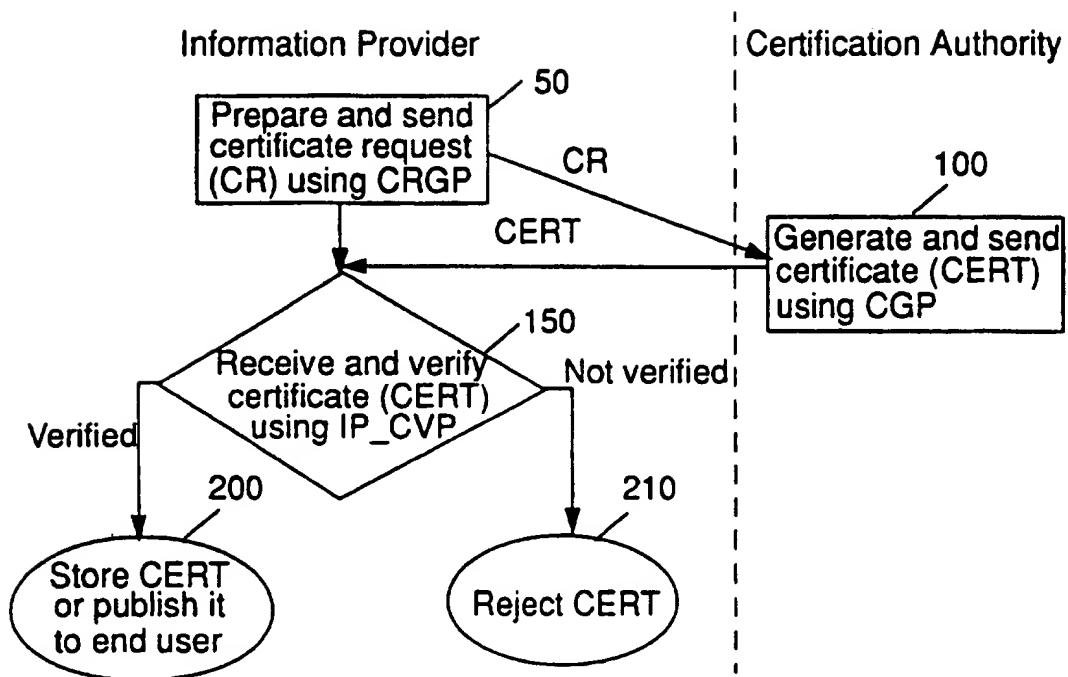 Information Provider
Certification Authority
50
Prepare and send
certificate request
(CR) using CRGP
CR
100
CERT
Generate and send
certificate (CERT)
using CGP
150
Receive and verify
certificate (CERT)
using IP_CVP
Not verified
Verified
200
210
Store CERT
or publish it
to end user
Reject CERT